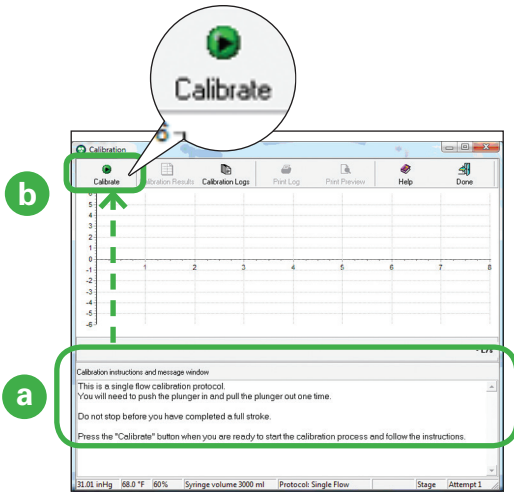 Calibrate
6
Calibration
b
Calibrate Calibration Results Calibration Logs Print Log Print Preview Help Done
6
5
4
3
2
1
0
-1
-2
-3
-4
-5
-6
1 2 3 4 5 6 7 8
- L/s
a
Calibration instructions and message window
This is a single flow calibration protocol.
You will need to push the plunger in and pull the plunger out one time.
Do not stop before you have completed a full stroke.
Press the "Calibrate" button when you are ready to start the calibration process and follow the instructions.
31.01 inHg 68.0 °F 60% Syringe volume 3000 ml Protocol: Single Flow Stage Attempt 1